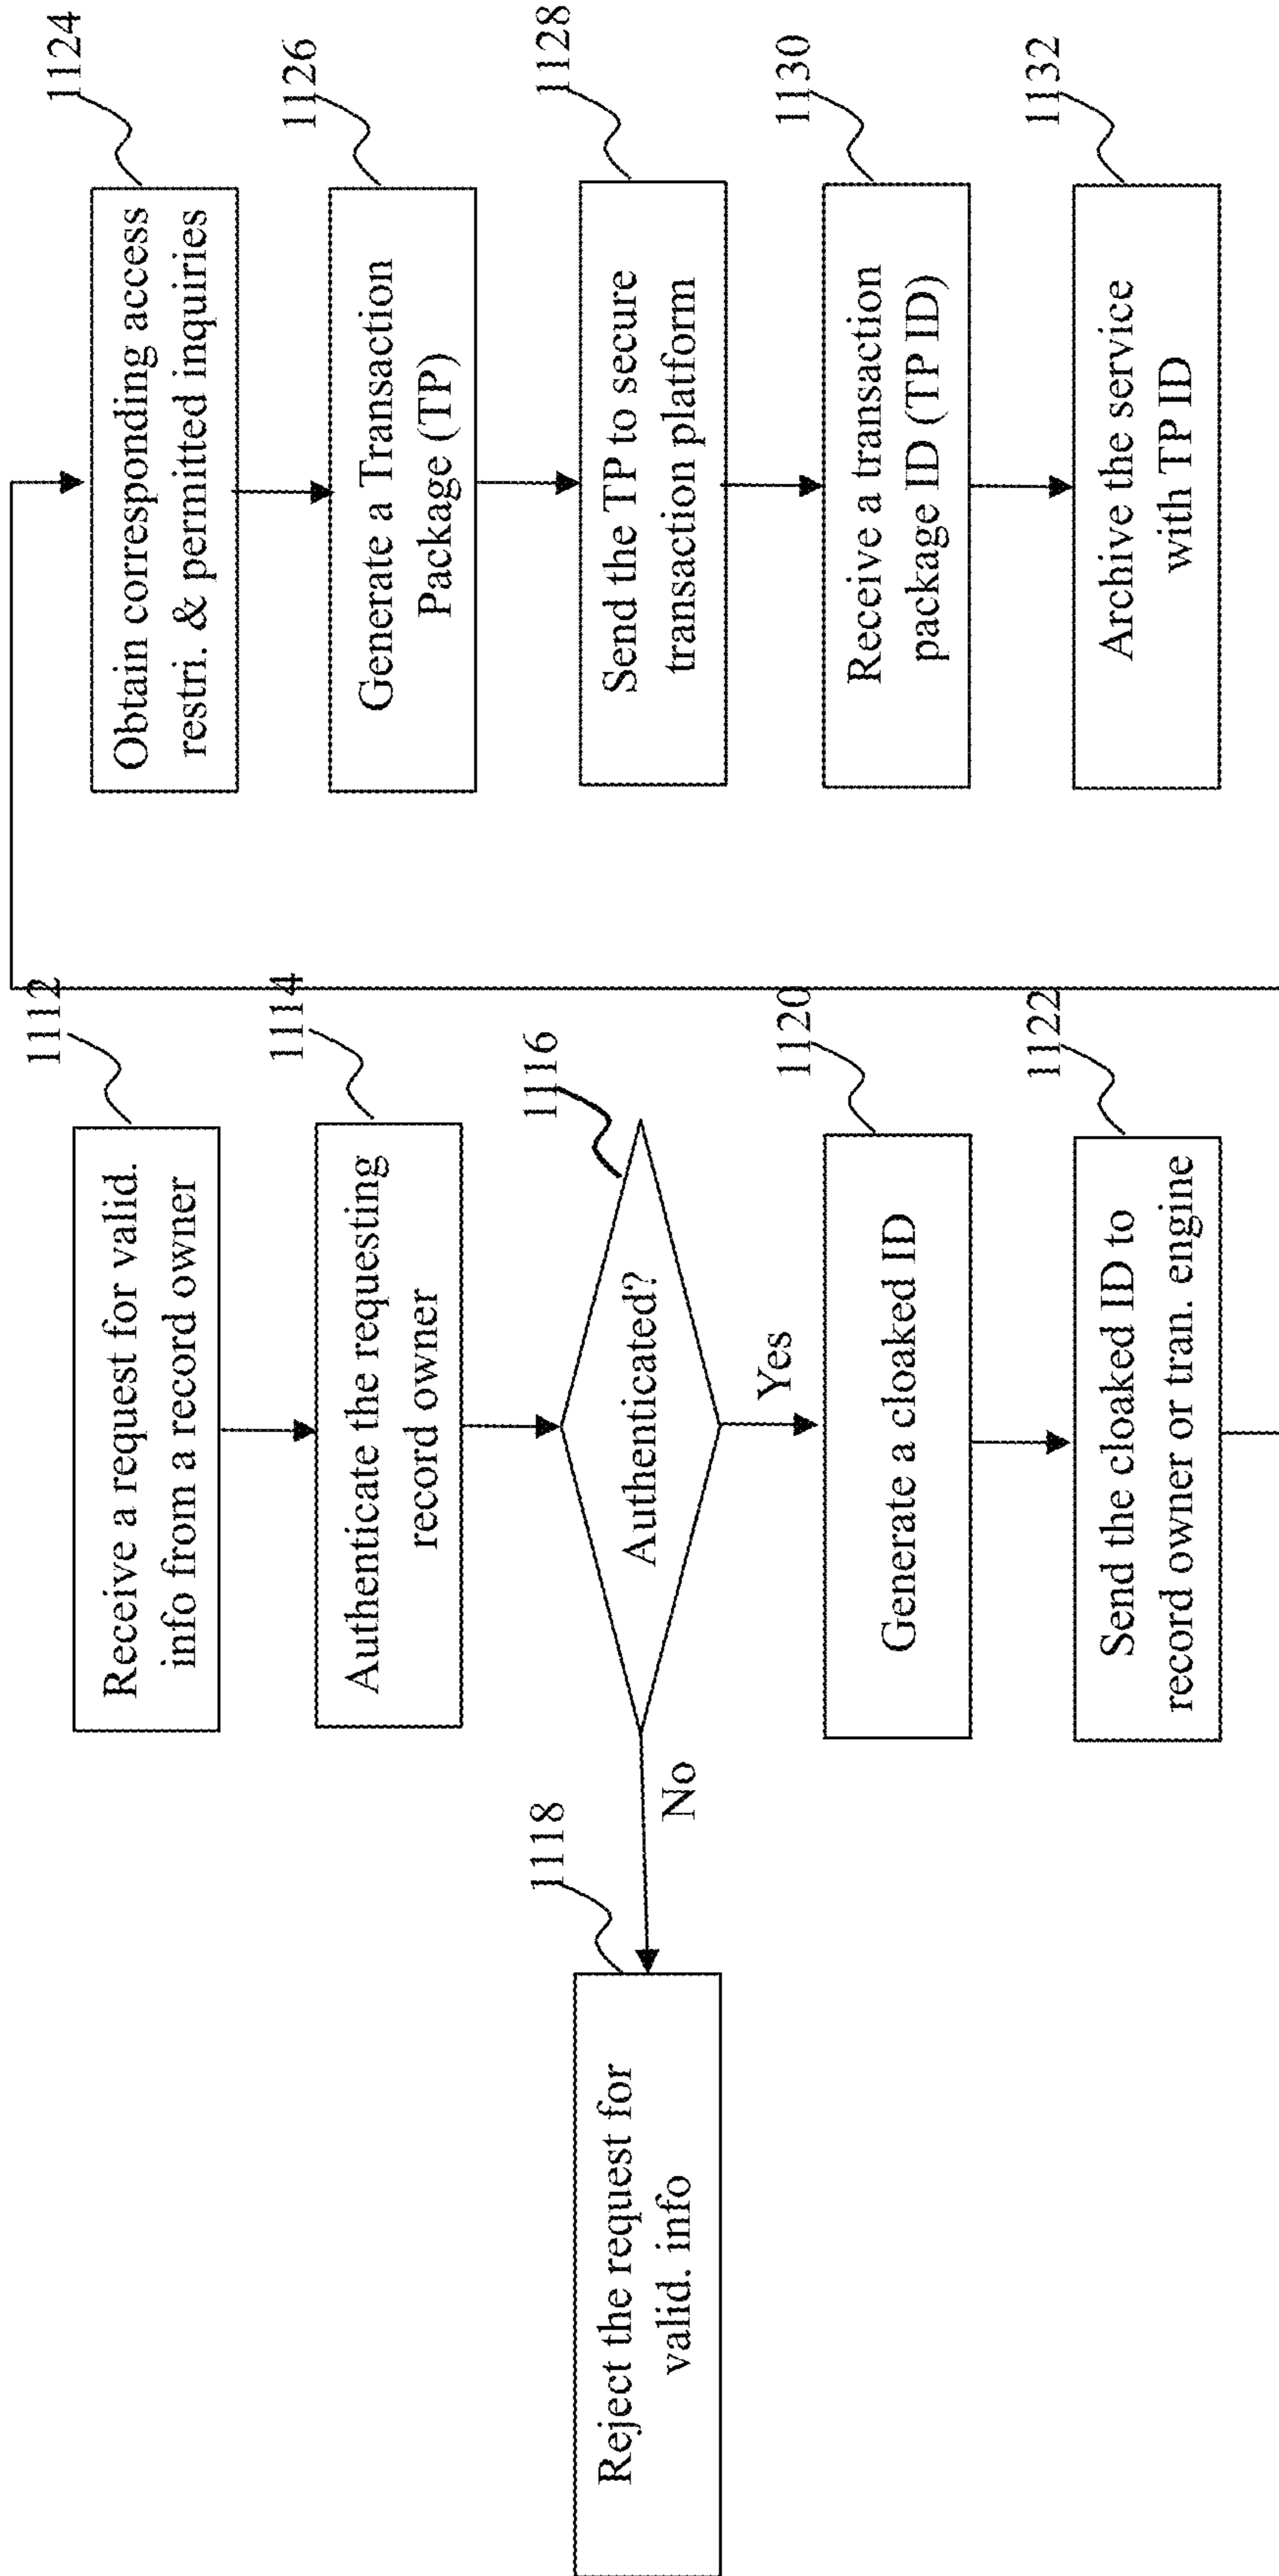 1112
Receive a request for valid.
info from a record owner
1114
Authenticate the requesting
record owner
1116
Authenticated?
No
1118
Reject the request for
valid. info
Yes
1120
Generate a cloaked ID
1122
Send the cloaked ID to
record owner or tran. engine
1124
Obtain corresponding access
restri. & permitted inquiries
1126
Generate a Transaction
Package (TP)
1128
Send the TP to secure
transaction platform
1130
Receive a transaction
package ID (TP ID)
1132
Archive the service
with TP ID